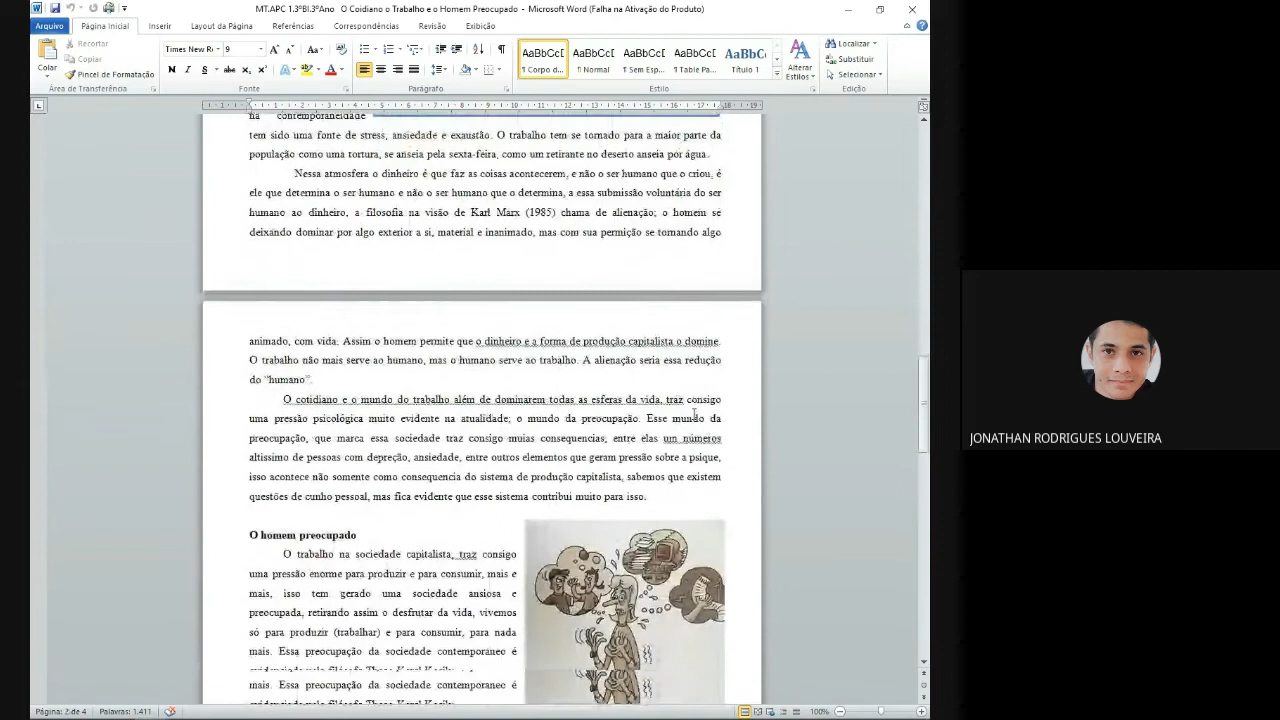 MT.APC 1.3ºBI.3ºAno   O Coidiano o Trabalho e o Homem Preocupado - Microsoft Word (Falha na Ativação do Produto)
Arquivo Página Inicial Inserir Layout da Página Referências Correspondências Revisão Exibição
Colar
Recortar
Copiar
Pincel de Formatação
Área de Transferência
Times New R 9
Fonte
Parágrafo
AaBbCcD AaBbCcD AaBbCcD AaBbCcD AaBbC
¶ Corpo d... ¶ Normal ¶ Sem Esp... ¶ Table Pa... Título 1
Alterar Estilos
Estilo
Localizar
Substituir
Selecionar
Edição
na contemporaneidade
tem sido uma fonte de stress, ansiedade e exaustão. O trabalho tem se tornado para a maior parte da
população como uma tortura, se anseia pela sexta-feira, como um retirante no deserto anseia por água.
Nessa atmosfera o dinheiro é que faz as coisas acontecerem, e não o ser humano que o criou, é
ele que determina o ser humano e não o ser humano que o determina, a essa submissão voluntária do ser
humano ao dinheiro, a filosofia na visão de Karl Marx (1985) chama de alienação; o homem se
deixando dominar por algo exterior a si, material e inanimado, mas com sua permição se tornando algo
animado, com vida. Assim o homem permite que o dinheiro e a forma de produção capitalista o domine.
O trabalho não mais serve ao humano, mas o humano serve ao trabalho. A alienação seria essa redução
do "humano".
O cotidiano e o mundo do trabalho além de dominarem todas as esferas da vida, traz consigo
uma pressão psicológica muito evidente na atualidade; o mundo da preocupação. Esse mundo da
preocupação, que marca essa sociedade traz consigo muias consequencias, entre elas um números
altissimo de pessoas com depreção, ansiedade, entre outros elementos que geram pressão sobre a psique,
isso acontece não somente como consequencia do sistema de produção capitalista, sabemos que existem
questões de cunho pessoal, mas fica evidente que esse sistema contribui muito para isso.
O homem preocupado
O trabalho na sociedade capitalista, traz consigo
uma pressão enorme para produzir e para consumir, mais e
mais, isso tem gerado uma sociedade ansiosa e
preocupada, retirando assim o desfrutar da vida, vivemos
só para produzir (trabalhar) e para consumir, para nada
mais. Essa preocupação da sociedade contemporaneo é
mais. Essa preocupação da sociedade contemporaneo é
JONATHAN RODRIGUES LOUVEIRA
Página: 2 de 4 Palavras: 1.411 100%